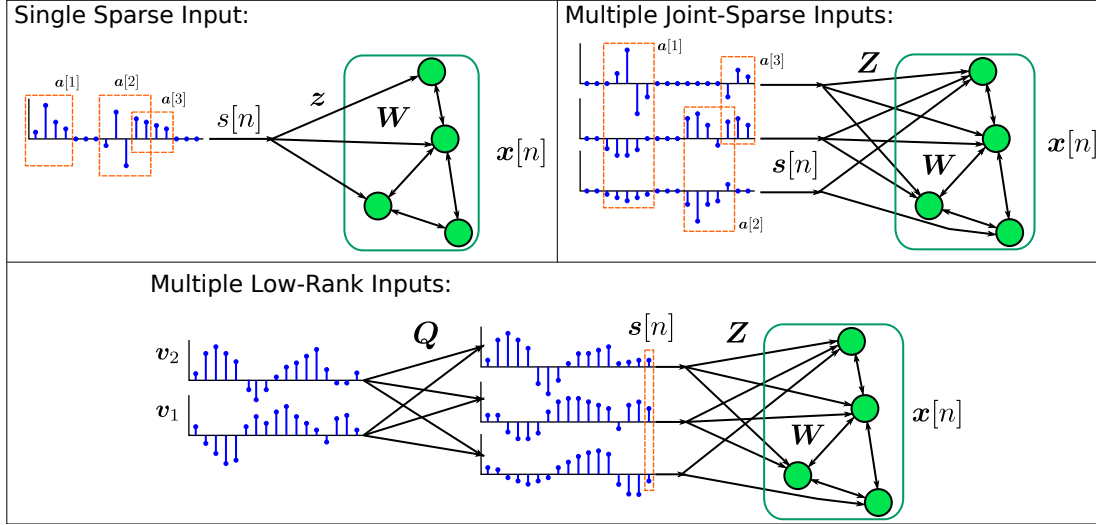 Single Sparse Input:
a[1]
a[2]
a[3]
s[n]
z
W
x[n]
Multiple Joint-Sparse Inputs:
a[1]
a[3]
Z
s[n]
W
x[n]
a[2]
Multiple Low-Rank Inputs:
v₂
v₁
Q
s[n]
Z
W
x[n]